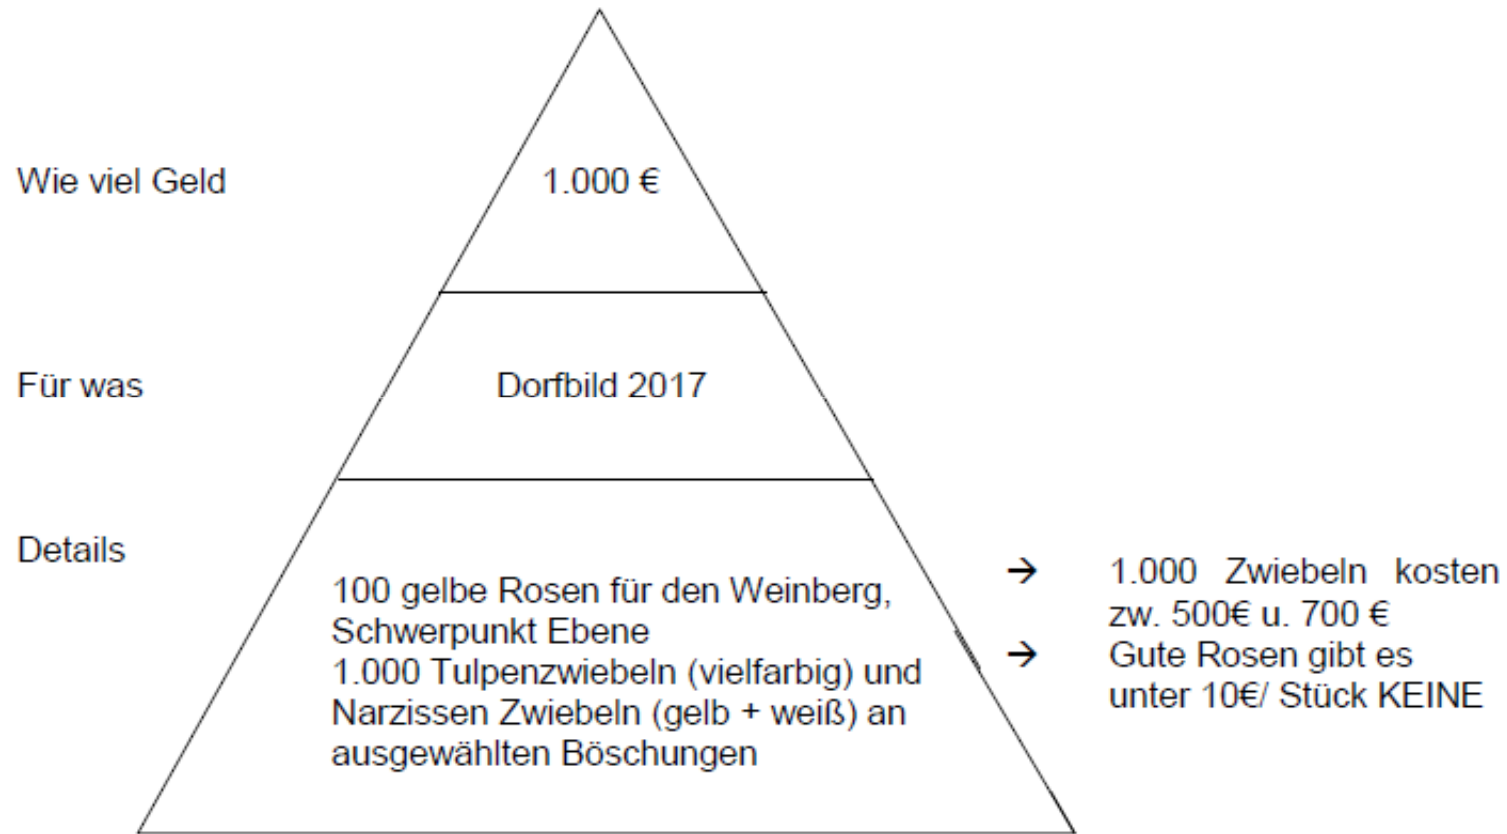 Wie viel Geld
1.000 €
Für was
Dorfbild 2017
Details
100 gelbe Rosen für den Weinberg,
Schwerpunkt Ebene
1.000 Tulpenzwiebeln (vielfarbig) und
Narzissen Zwiebeln (gelb + weiß) an
ausgewählten Böschungen
→ 1.000 Zwiebeln kosten
zw. 500€ u. 700 €
→ Gute Rosen gibt es
unter 10€/ Stück KEINE